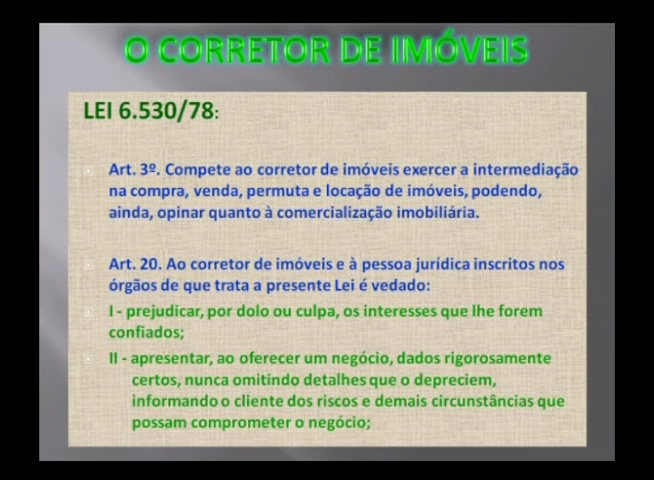 O CORRETOR DE IMÓVEIS
LEI 6.530/78:
Art. 3º. Compete ao corretor de imóveis exercer a intermediação
na compra, venda, permuta e locação de imóveis, podendo,
ainda, opinar quanto à comercialização imobiliária.
Art. 20. Ao corretor de imóveis e à pessoa jurídica inscritos nos
órgãos de que trata a presente Lei é vedado:
I - prejudicar, por dolo ou culpa, os interesses que lhe forem
confiados;
II - apresentar, ao oferecer um negócio, dados rigorosamente
certos, nunca omitindo detalhes que o depreciem,
informando o cliente dos riscos e demais circunstâncias que
possam comprometer o negócio;